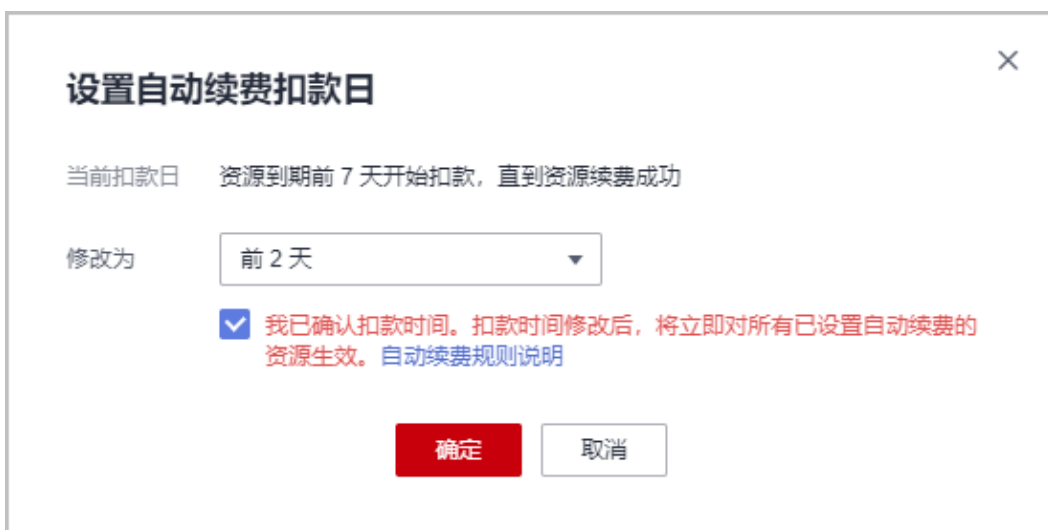 设置自动续费扣款日
当前扣款日 资源到期前 7 天开始扣款，直到资源续费成功
修改为 前 2 天
我已确认扣款时间。扣款时间修改后，将立即对所有已设置自动续费的
资源生效。自动续费规则说明
确定 取消